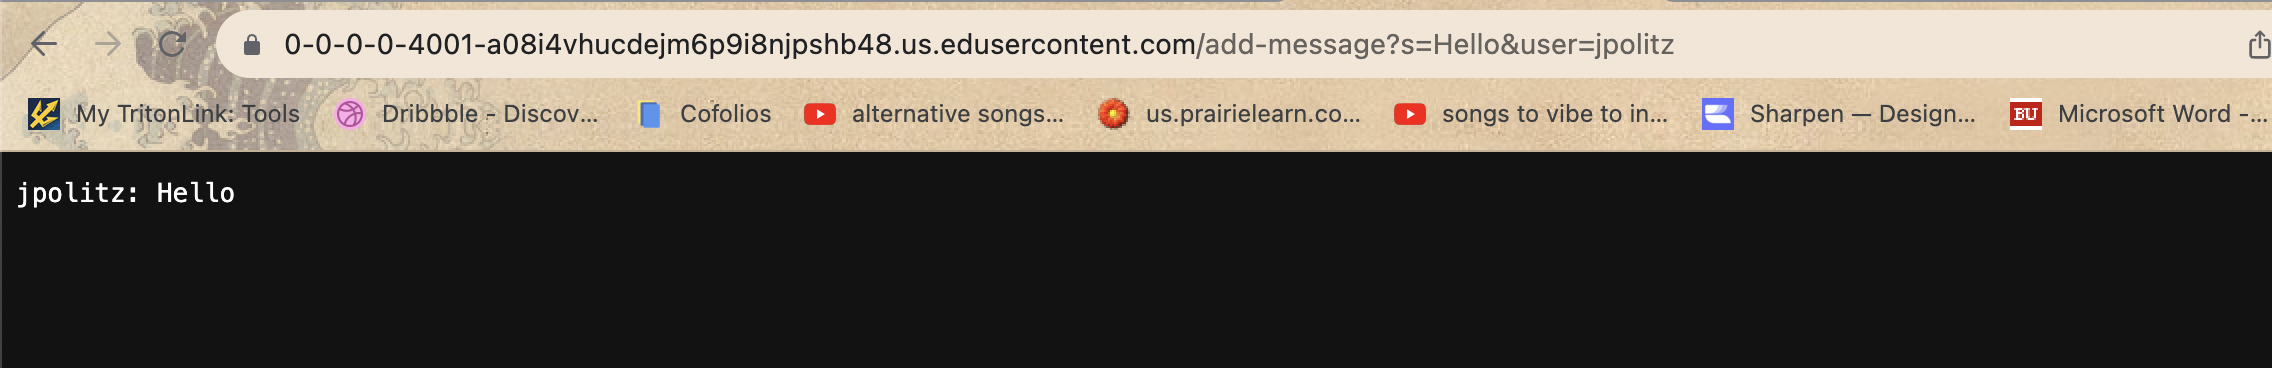 0-0-0-0-4001-a08i4vhucdejm6p9i8njpshb48.us.edusercontent.com/add-message?s=Hello&user=jpolitz
My TritonLink: Tools Dribbble - Discov... Cofolios alternative songs... us.prairielearn.co... songs to vibe to in... Sharpen — Design... BU Microsoft Word -...
jpolitz: Hello